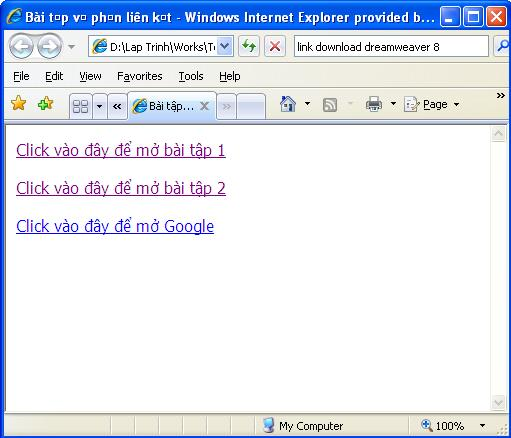 Bài t¤p v¤ ph¤n liên k¤t - Windows Internet Explorer provided b...
D:\Lap Trinh\Works\T
link download dreamweaver 8
File Edit View Favorites Tools Help
Bài tập...
Page
Click vào đây để mở bài tập 1
Click vào đây để mở bài tập 2
Click vào đây để mở Google
My Computer
100%